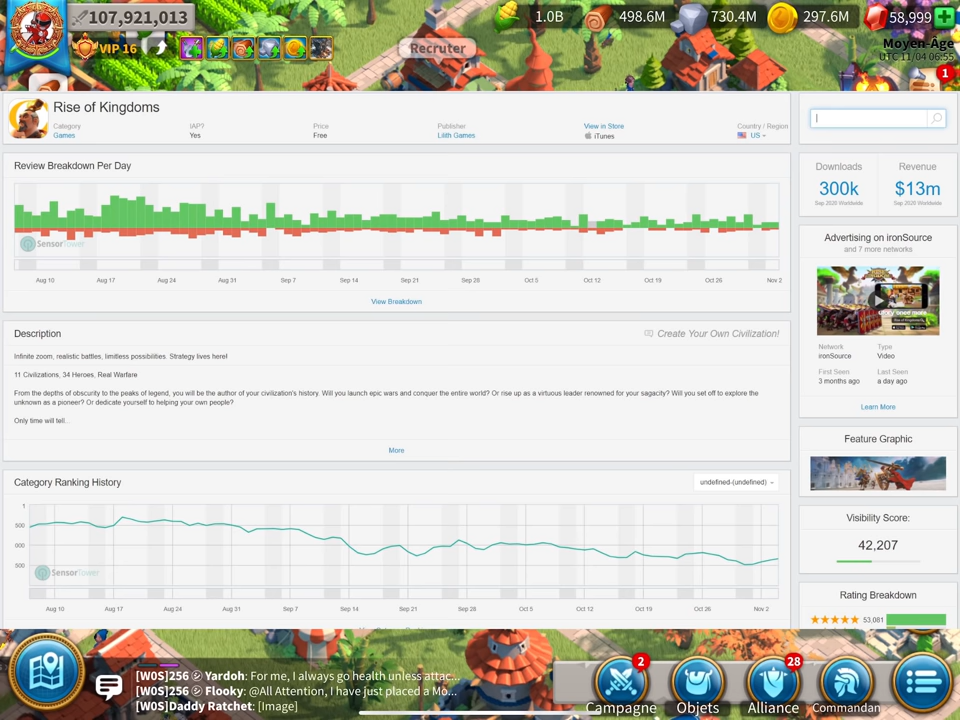 107,921,013
1.0B
498.6M
730.4M
297.6M
58,999
VIP 16
Recruter
Moyen-Âge
UTC 11/04 06:55
1
Rise of Kingdoms
Category
Games
IAP?
Yes
Price
Free
Publisher
Lilith Games
View in Store
iTunes
Country / Region
US
Review Breakdown Per Day
SensorTower
Aug 10 Aug 17 Aug 24 Aug 31 Sep 7 Sep 14 Sep 21 Sep 28 Oct 5 Oct 12 Oct 19 Oct 26 Nov 2
View Breakdown
Description
Create Your Own Civilization!
Infinite zoom, realistic battles, limitless possibilities. Strategy lives here!
11 Civilizations, 34 Heroes, Real Warfare
From the depths of obscurity to the peaks of legend, you will be the author of your civilization's history. Will you launch epic wars and conquer the entire world? Or rise up as a virtuous leader renowned for your sagacity? Will you set off to explore the
unknown as a pioneer? Or dedicate yourself to helping your own people?
Only time will tell.
More
Category Ranking History
undefined-(undefined)
1
500
000
500
SensorTower
Aug 10 Aug 17 Aug 24 Aug 31 Sep 7 Sep 14 Sep 21 Sep 28 Oct 5 Oct 12 Oct 19 Oct 26 Nov 2
Downloads
300k
Sep 2020 Worldwide
Revenue
$13m
Sep 2020 Worldwide
Advertising on ironSource
and 7 more networks
Network
ironSource
Type
Video
First Seen
3 months ago
Last Seen
a day ago
Learn More
Feature Graphic
Visibility Score:
42,207
Rating Breakdown
53,081
[W0S]256 Yardoh: For me, I always go health unless attac...
[W0S]256 Flooky: @All Attention, I have just placed a Mo...
[W0S]Daddy Ratchet: [Image]
2
Campagne
Objets
28
Alliance
Commandan